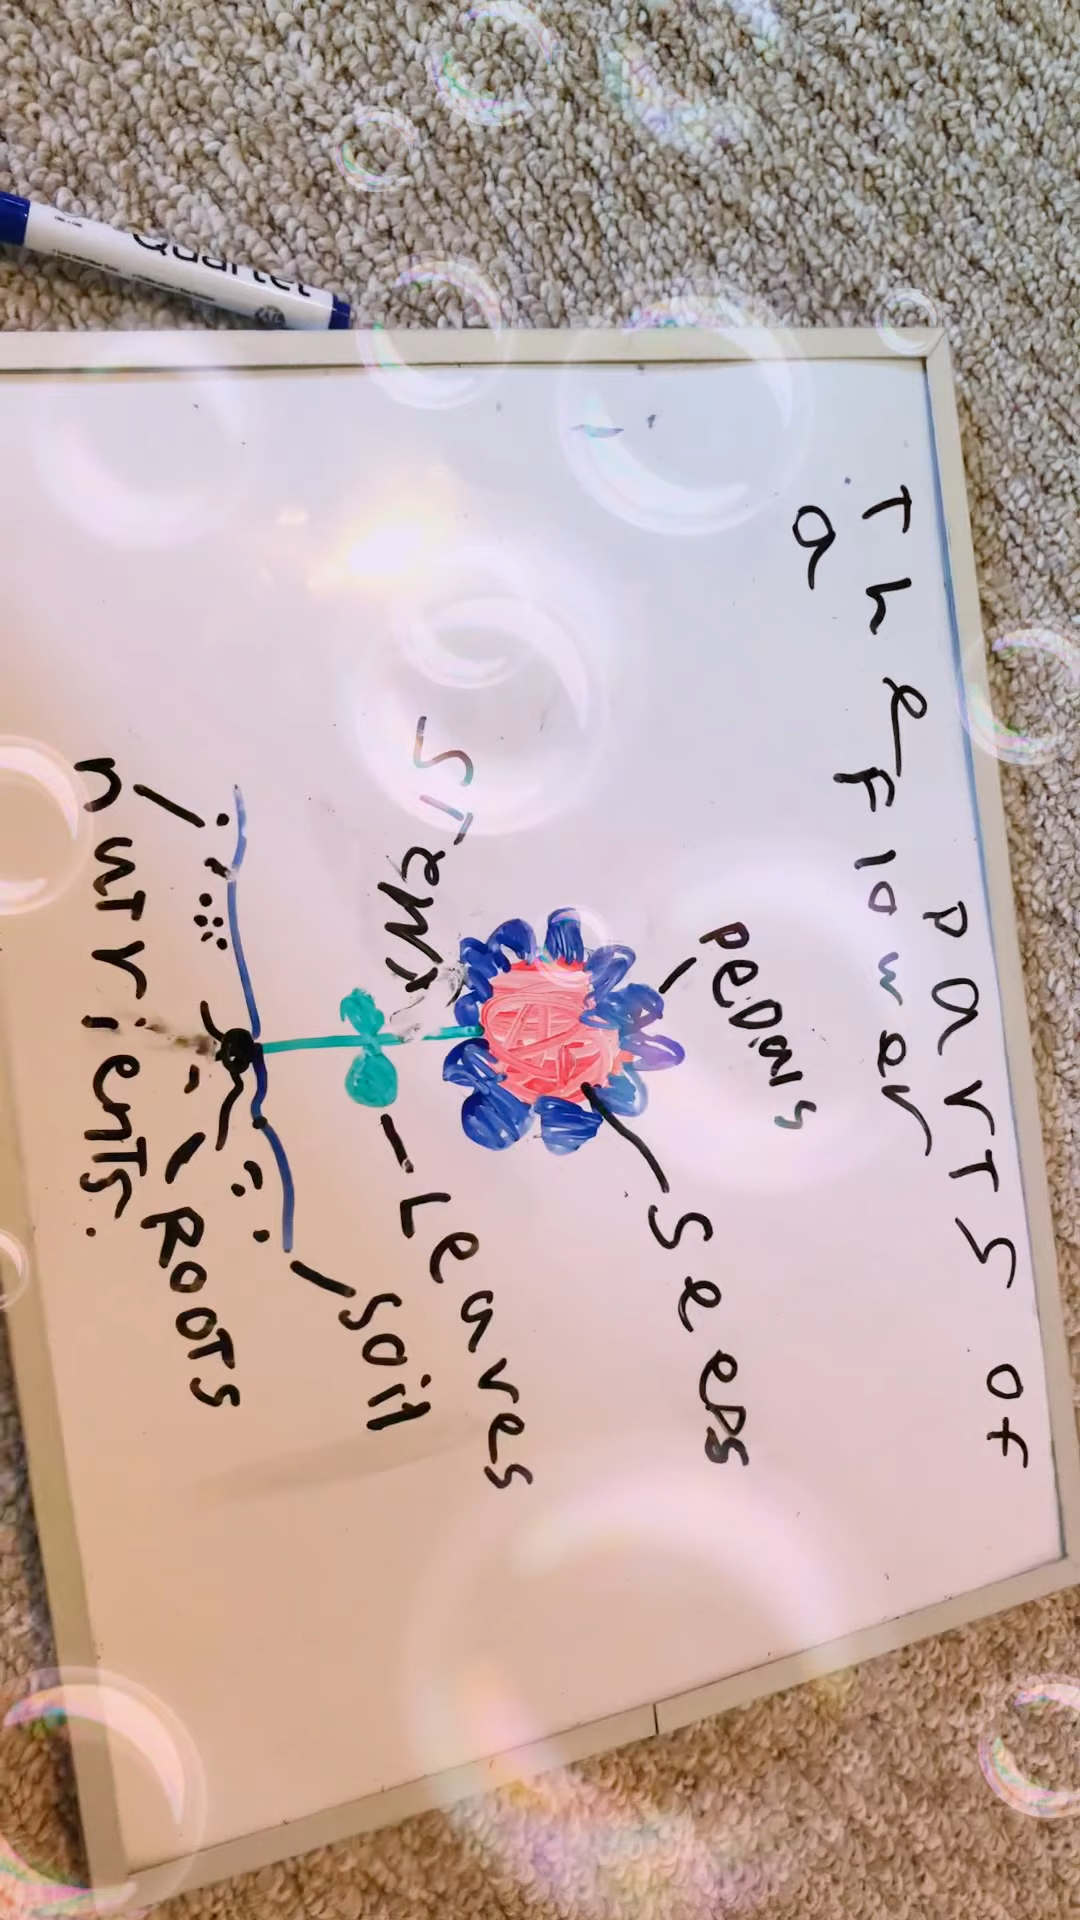 The Parts of
a Flower
Pedals
Seeds
Stem
Leaves
Soil
Roots
nutrients.
Quartet